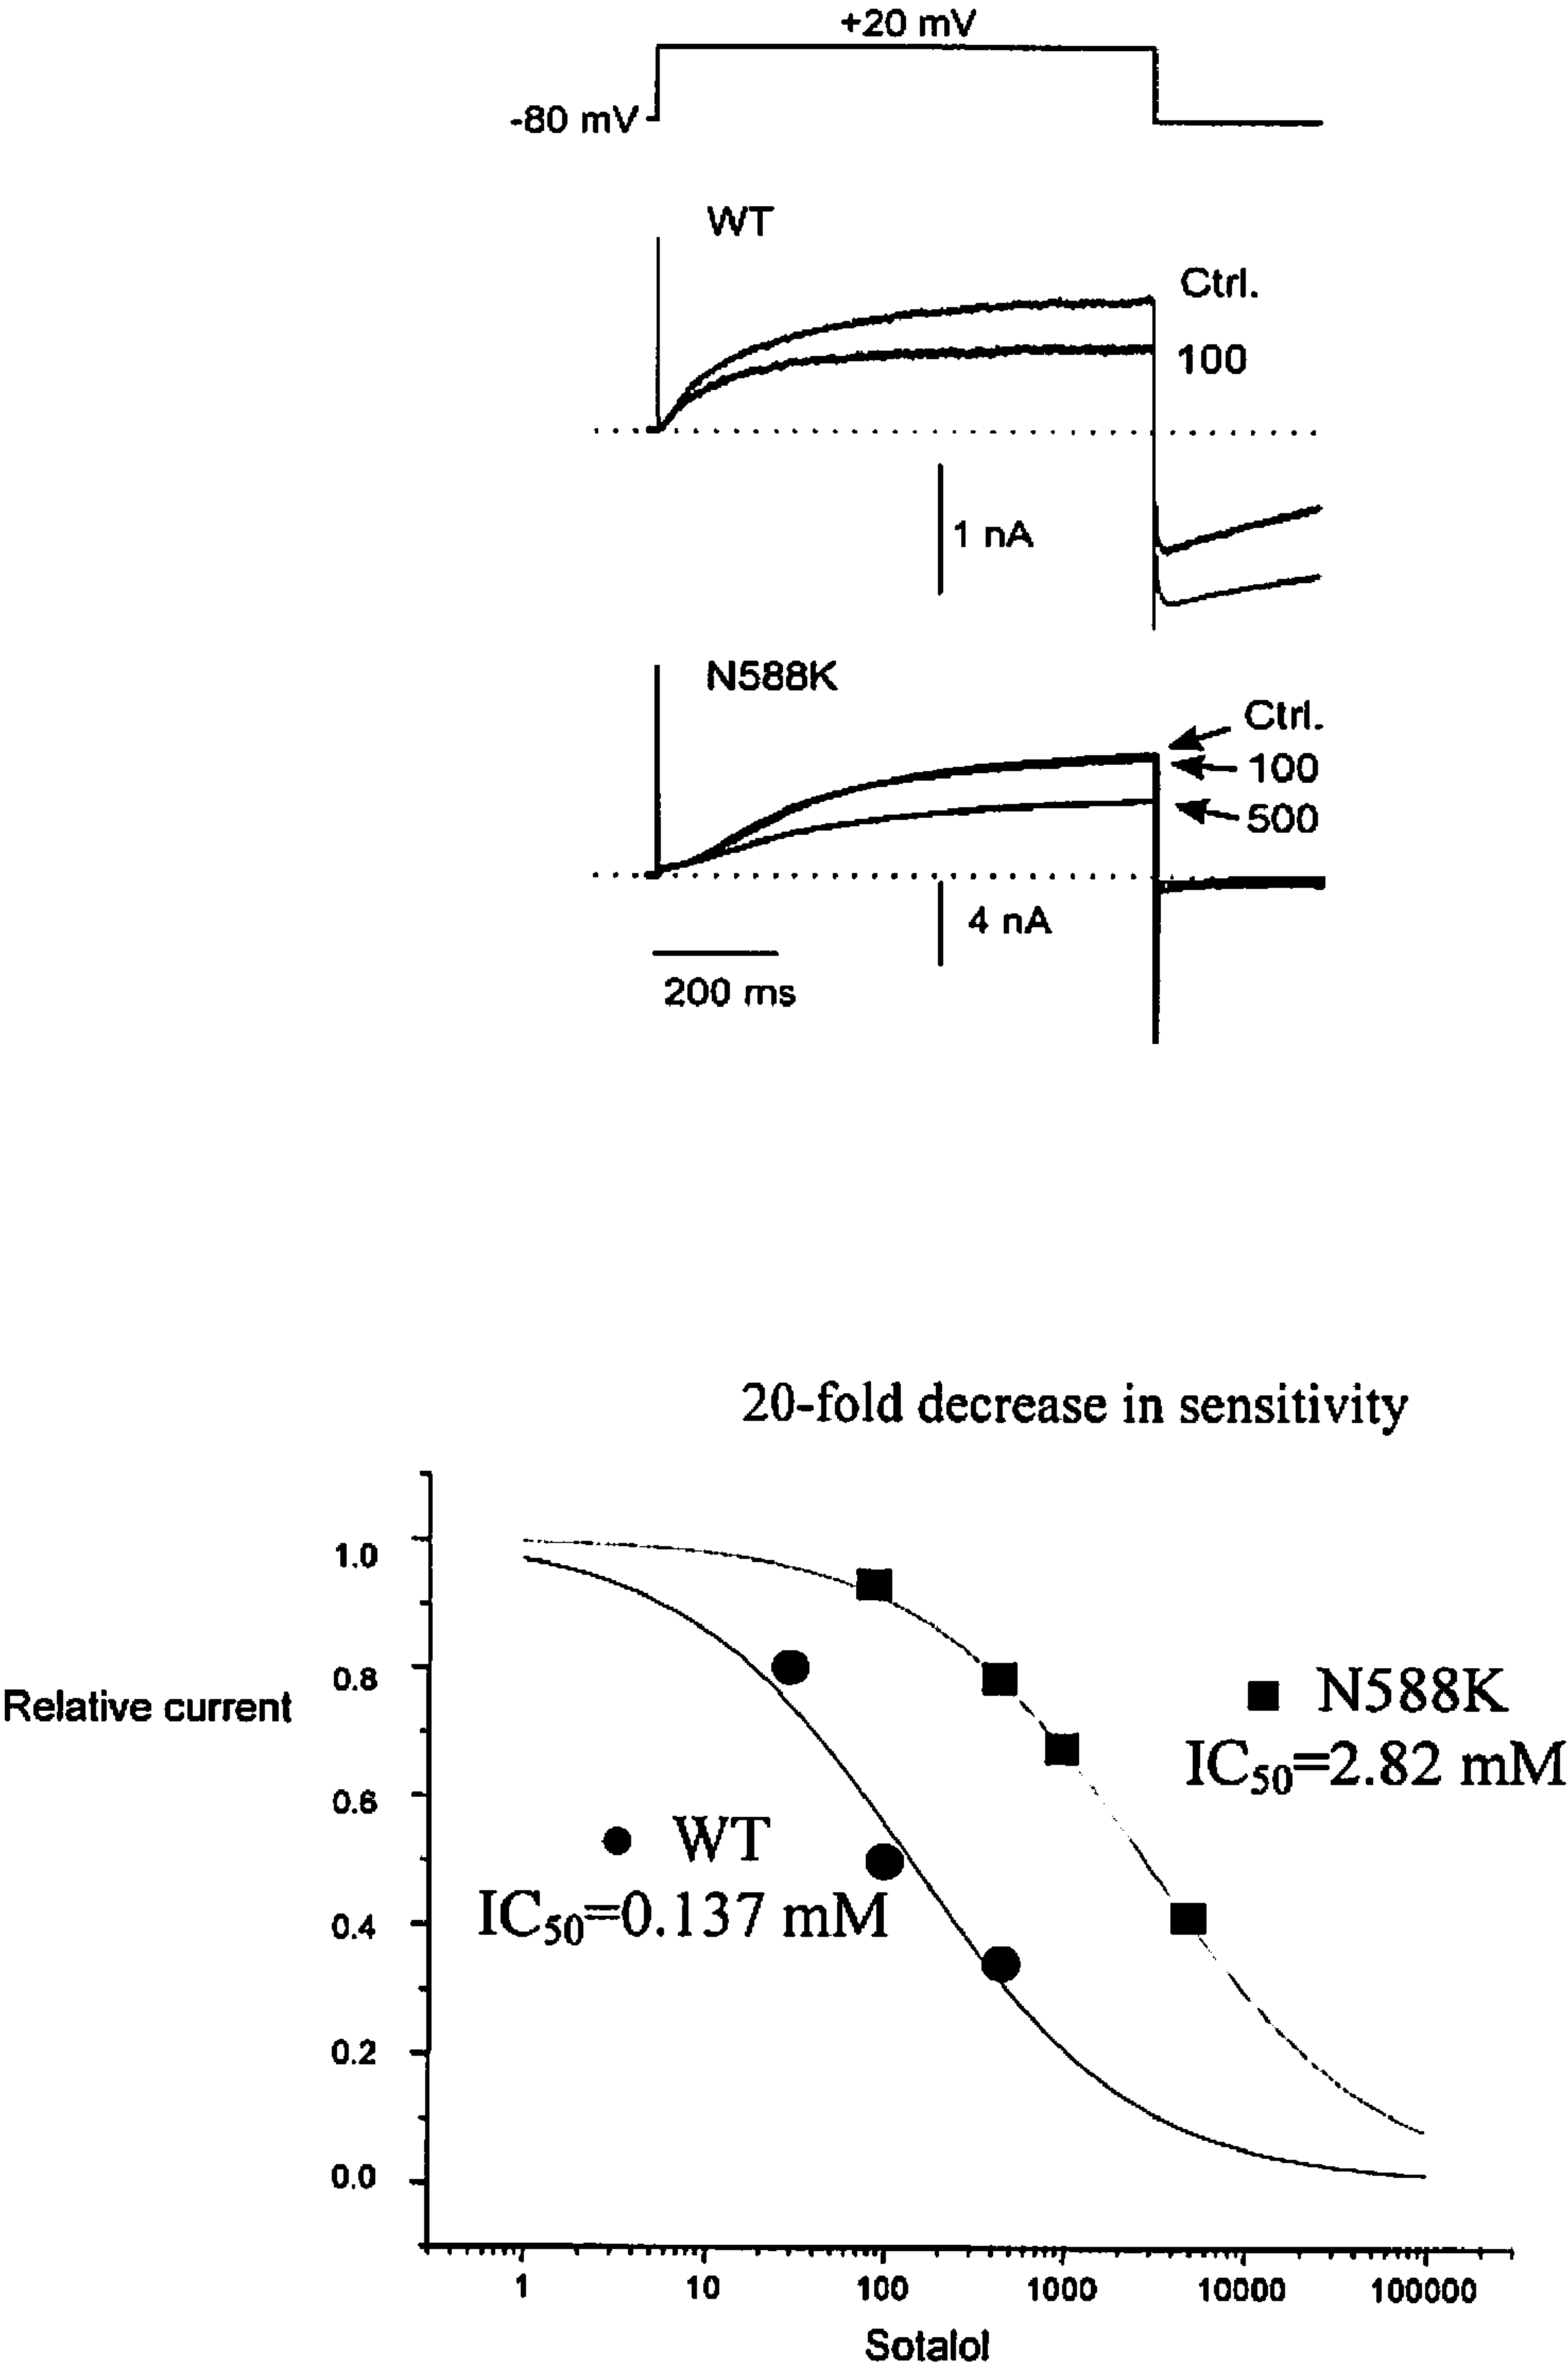 +20 mV
-80 mV
WT
Ctrl.
100
1 nA
N588K
Ctrl.
100
500
4 nA
200 ms
20-fold decrease in sensitivity
1.0
0.8
0.6
0.4
0.2
0.0
Relative current
N588K
IC50=2.82 mM
WT
IC50=0.137 mM
1 10 100 1000 10000 100000
Sotalol